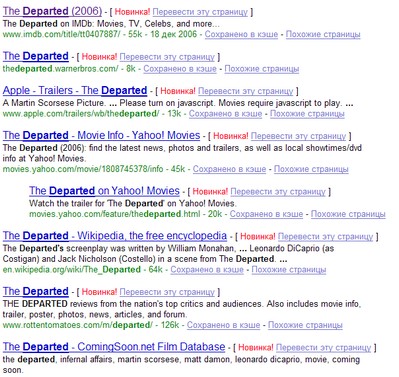 The Departed (2006) - [ Новинка! Перевести эту страницу ]
The Departed on IMDb: Movies, TV, Celebs, and more...
www.imdb.com/title/tt0407887/ - 55k - 18 дек 2006 - Сохранено в кэше - Похожие страницы
The Departed - [ Новинка! Перевести эту страницу ]
thedeparted.warnerbros.com/ - 8k - Сохранено в кэше - Похожие страницы
Apple - Trailers - The Departed - [ Новинка! Перевести эту страницу ]
A Martin Scorsese Picture. ... Please turn on javascript. Movies require javascript to play. ...
www.apple.com/trailers/wb/thedeparted/ - 13k - Сохранено в кэше - Похожие страницы
The Departed - Movie Info - Yahoo! Movies - [ Новинка! Перевести эту страницу ]
The Departed (2006): find the latest news, photos and trailers, as well as local showtimes/dvd
info at Yahoo! Movies.
movies.yahoo.com/movie/1808745378/info - 45k - Сохранено в кэше - Похожие страницы
The Departed on Yahoo! Movies - [ Новинка! Перевести эту страницу ]
Watch the trailer for 'The Departed' on Yahoo! Movies.
movies.yahoo.com/feature/thedeparted.html - 20k - Сохранено в кэше - Похожие страницы
The Departed - Wikipedia, the free encyclopedia - [ Новинка! Перевести эту страницу ]
The Departed's screenplay was written by William Monahan, ... Leonardo DiCaprio (as
Costigan) and Jack Nicholson (Costello) in a scene from The Departed. ...
en.wikipedia.org/wiki/The_Departed - 64k - Сохранено в кэше - Похожие страницы
The Departed - [ Новинка! Перевести эту страницу ]
THE DEPARTED reviews from the nation's top critics and audiences. Also includes movie info,
trailer, poster, photos, news, articles, and forum.
www.rottentomatoes.com/m/departed/ - 126k - Сохранено в кэше - Похожие страницы
The Departed - ComingSoon.net Film Database - [ Новинка! Перевести эту страницу ]
the departed, infernal affairs, martin scorsese, matt damon, leonardo dicaprio, movie, coming
soon.